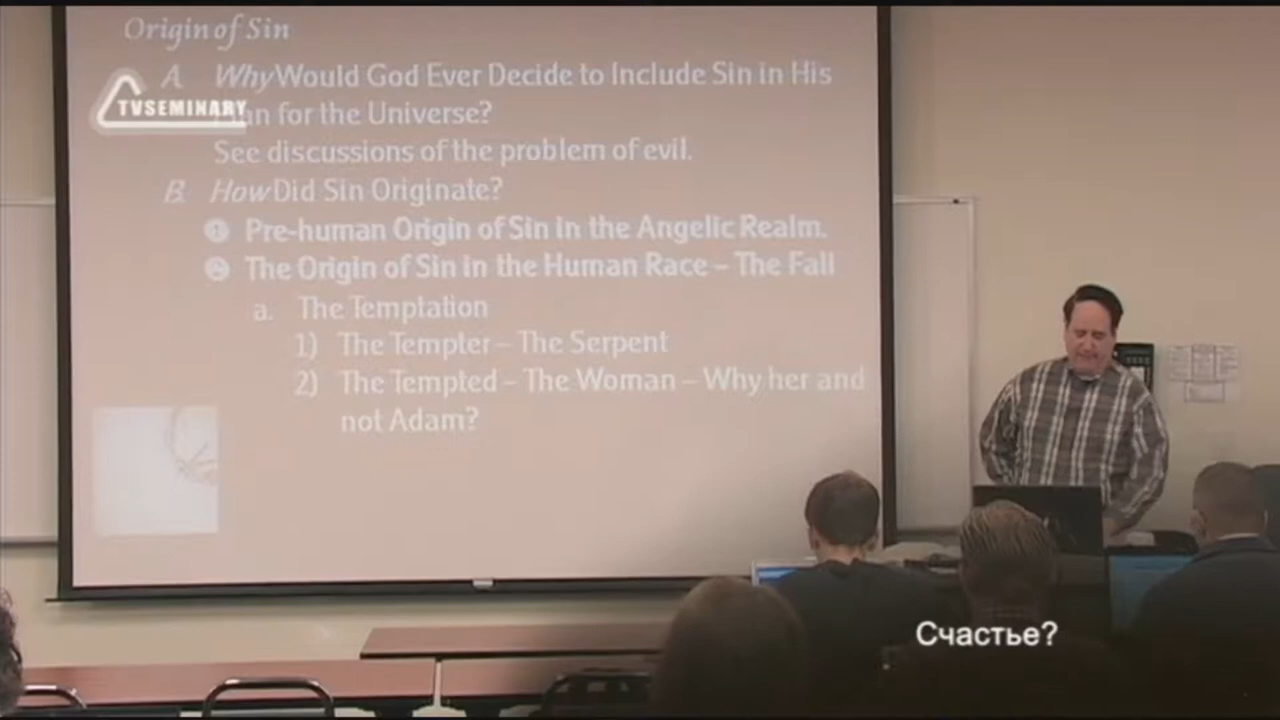 Origin of Sin
A. Why Would God Ever Decide to Include Sin in His
TVSEMINARY
Plan for the Universe?
See discussions of the problem of evil.
B. How Did Sin Originate?
1 Pre-human Origin of Sin in the Angelic Realm.
2 The Origin of Sin in the Human Race – The Fall
a. The Temptation
1) The Tempter – The Serpent
2) The Tempted – The Woman – Why her and
not Adam?
Счастье?